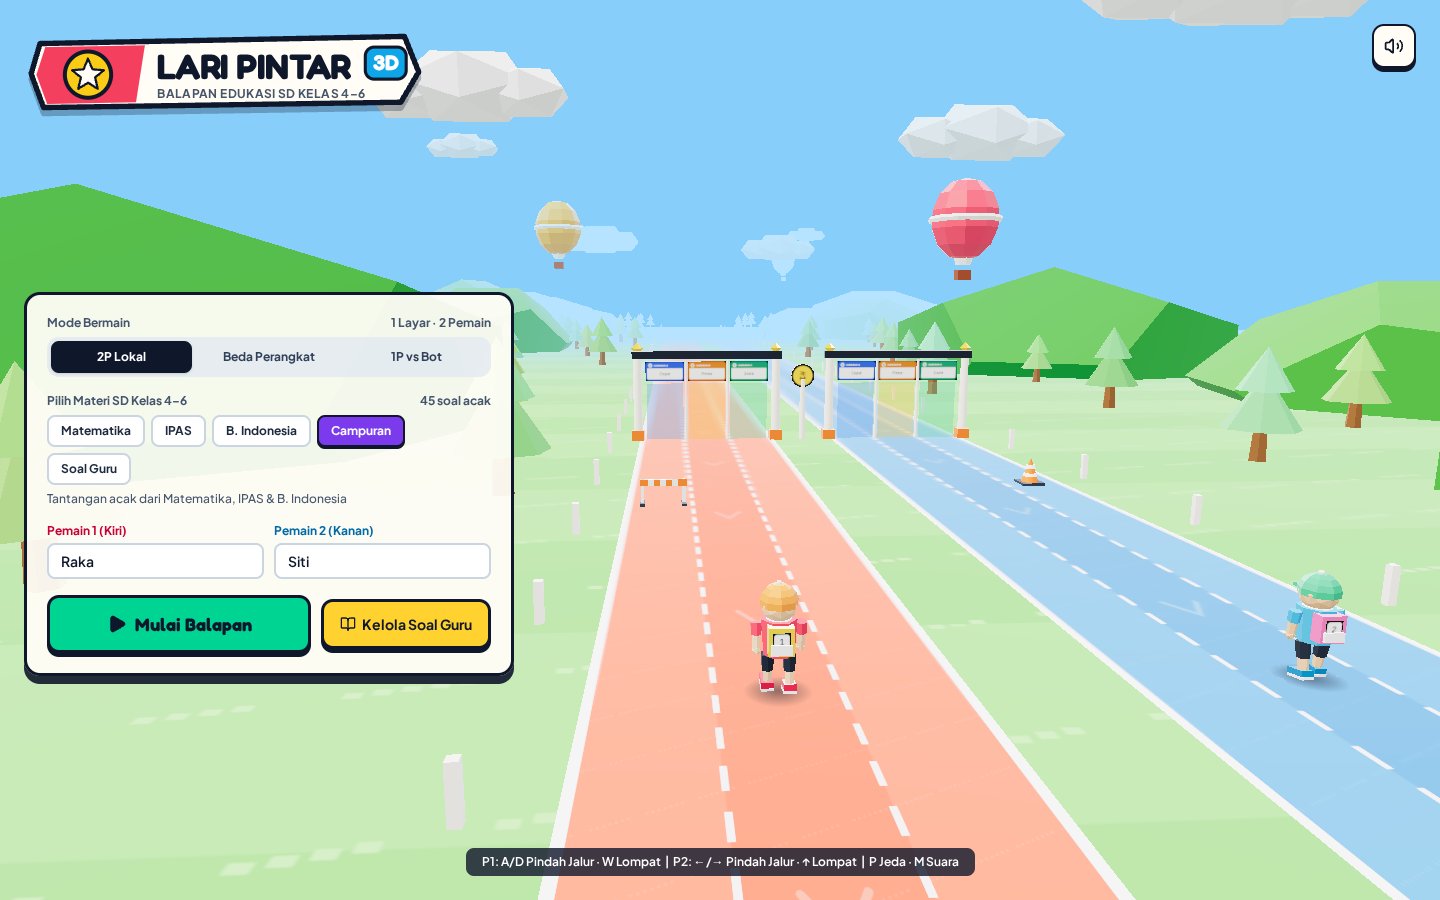 LARI PINTAR 3D
BALAPAN EDUKASI SD KELAS 4–6
Mode Bermain
1 Layar · 2 Pemain
2P Lokal
Beda Perangkat
1P vs Bot
Pilih Materi SD Kelas 4–6
45 soal acak
Matematika
IPAS
B. Indonesia
Campuran
Soal Guru
Tantangan acak dari Matematika, IPAS & B. Indonesia
Pemain 1 (Kiri)
Pemain 2 (Kanan)
Raka
Siti
Mulai Balapan
Kelola Soal Guru
1
2
P1: A/D Pindah Jalur · W Lompat | P2: ←/→ Pindah Jalur · ↑ Lompat | P Jeda · M Suara